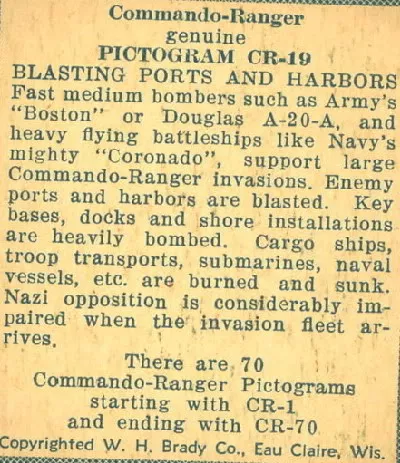 Commando-Ranger
genuine
PICTOGRAM CR-19
BLASTING PORTS AND HARBORS
Fast medium bombers such as Army's
"Boston" or Douglas A-20-A, and
heavy flying battleships like Navy's
mighty "Coronado", support large
Commando-Ranger invasions. Enemy
ports and harbors are blasted. Key
bases, docks and shore installations
are heavily bombed. Cargo ships,
troop transports, submarines, naval
vessels, etc. are burned and sunk.
Nazi opposition is considerably im-
paired when the invasion fleet ar-
rives.
There are 70
Commando-Ranger Pictograms
starting with CR-1
and ending with CR-70
Copyrighted W. H. Brady Co., Eau Claire, Wis.